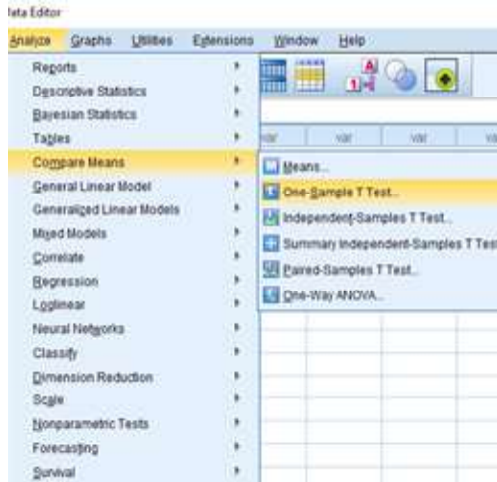 Data Editor
Analyze Graphs Utilities Extensions Window Help
Reports
Descriptive Statistics
Bayesian Statistics
Tables
var var var va
Compare Means
Means...
General Linear Model
One-Sample T Test...
Generalized Linear Models
Independent-Samples T Test...
Mixed Models
Summary Independent-Samples T Test
Correlate
Paired-Samples T Test...
Regression
One-Way ANOVA...
Loglinear
Neural Networks
Classify
Dimension Reduction
Scale
Nonparametric Tests
Forecasting
Survival